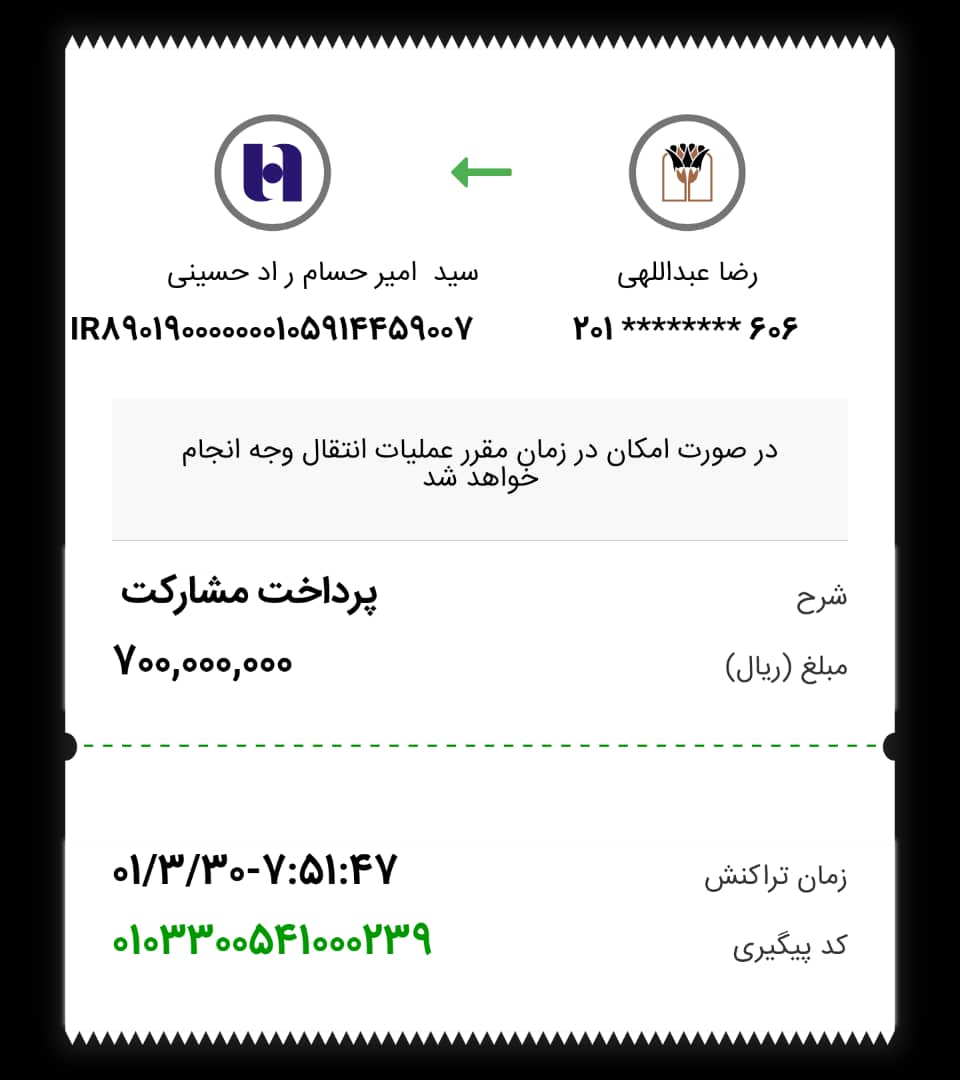 رضا عبداللهی
سید امیر حسام ر اد حسینی
۲۰۱ ******** ۶۰۶
IR۸۹۰۱۹۰۰۰۰۰۰۰۰۱۰۵۹۱۴۴۵۹۰۰۷
در صورت امکان در زمان مقرر عملیات انتقال وجه انجام
خواهد شد
شرح پرداخت مشارکت
مبلغ (ریال) ۷۰۰,۰۰۰,۰۰۰
زمان تراکنش ۰۱/۳/۳۰-۷:۵۱:۴۷
کد پیگیری ۰۱۰۳۳۰۰۵۴۱۰۰۰۲۳۹